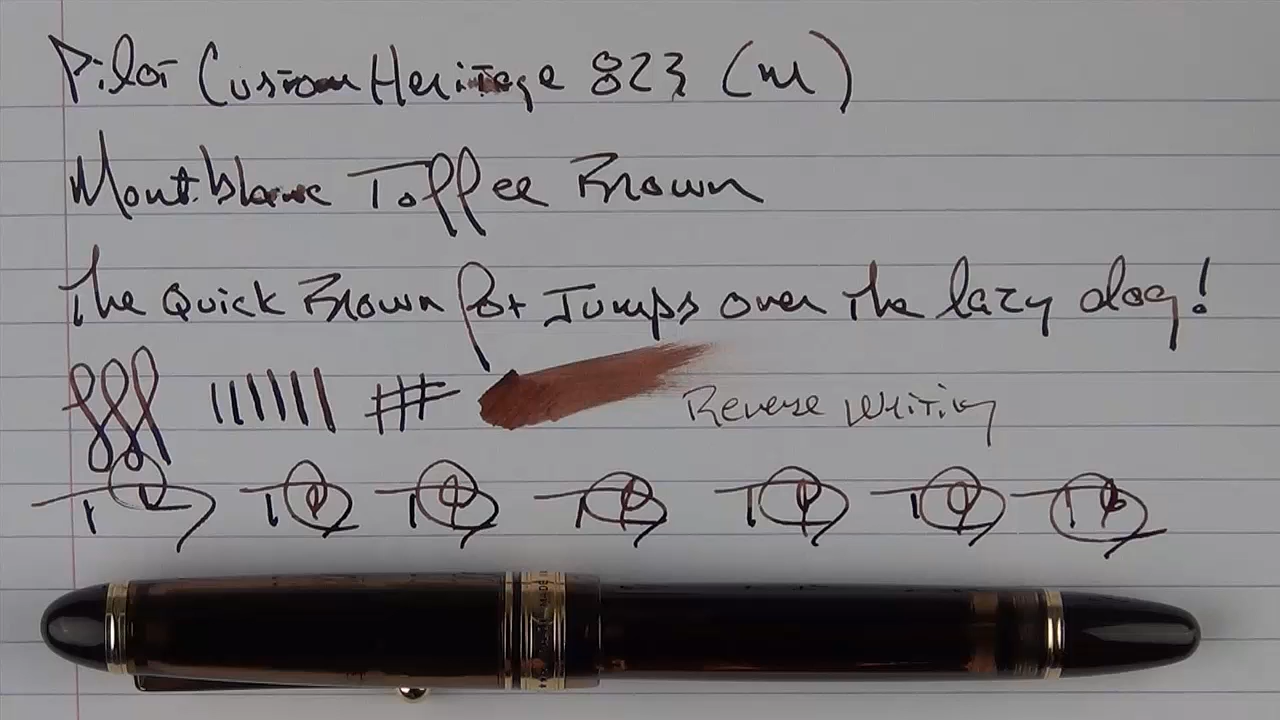 Pilot Custom Heritage 823 (M)
Montblanc Toffee Brown
The Quick Brown fox Jumps over the lazy dog!
Reverse Writing